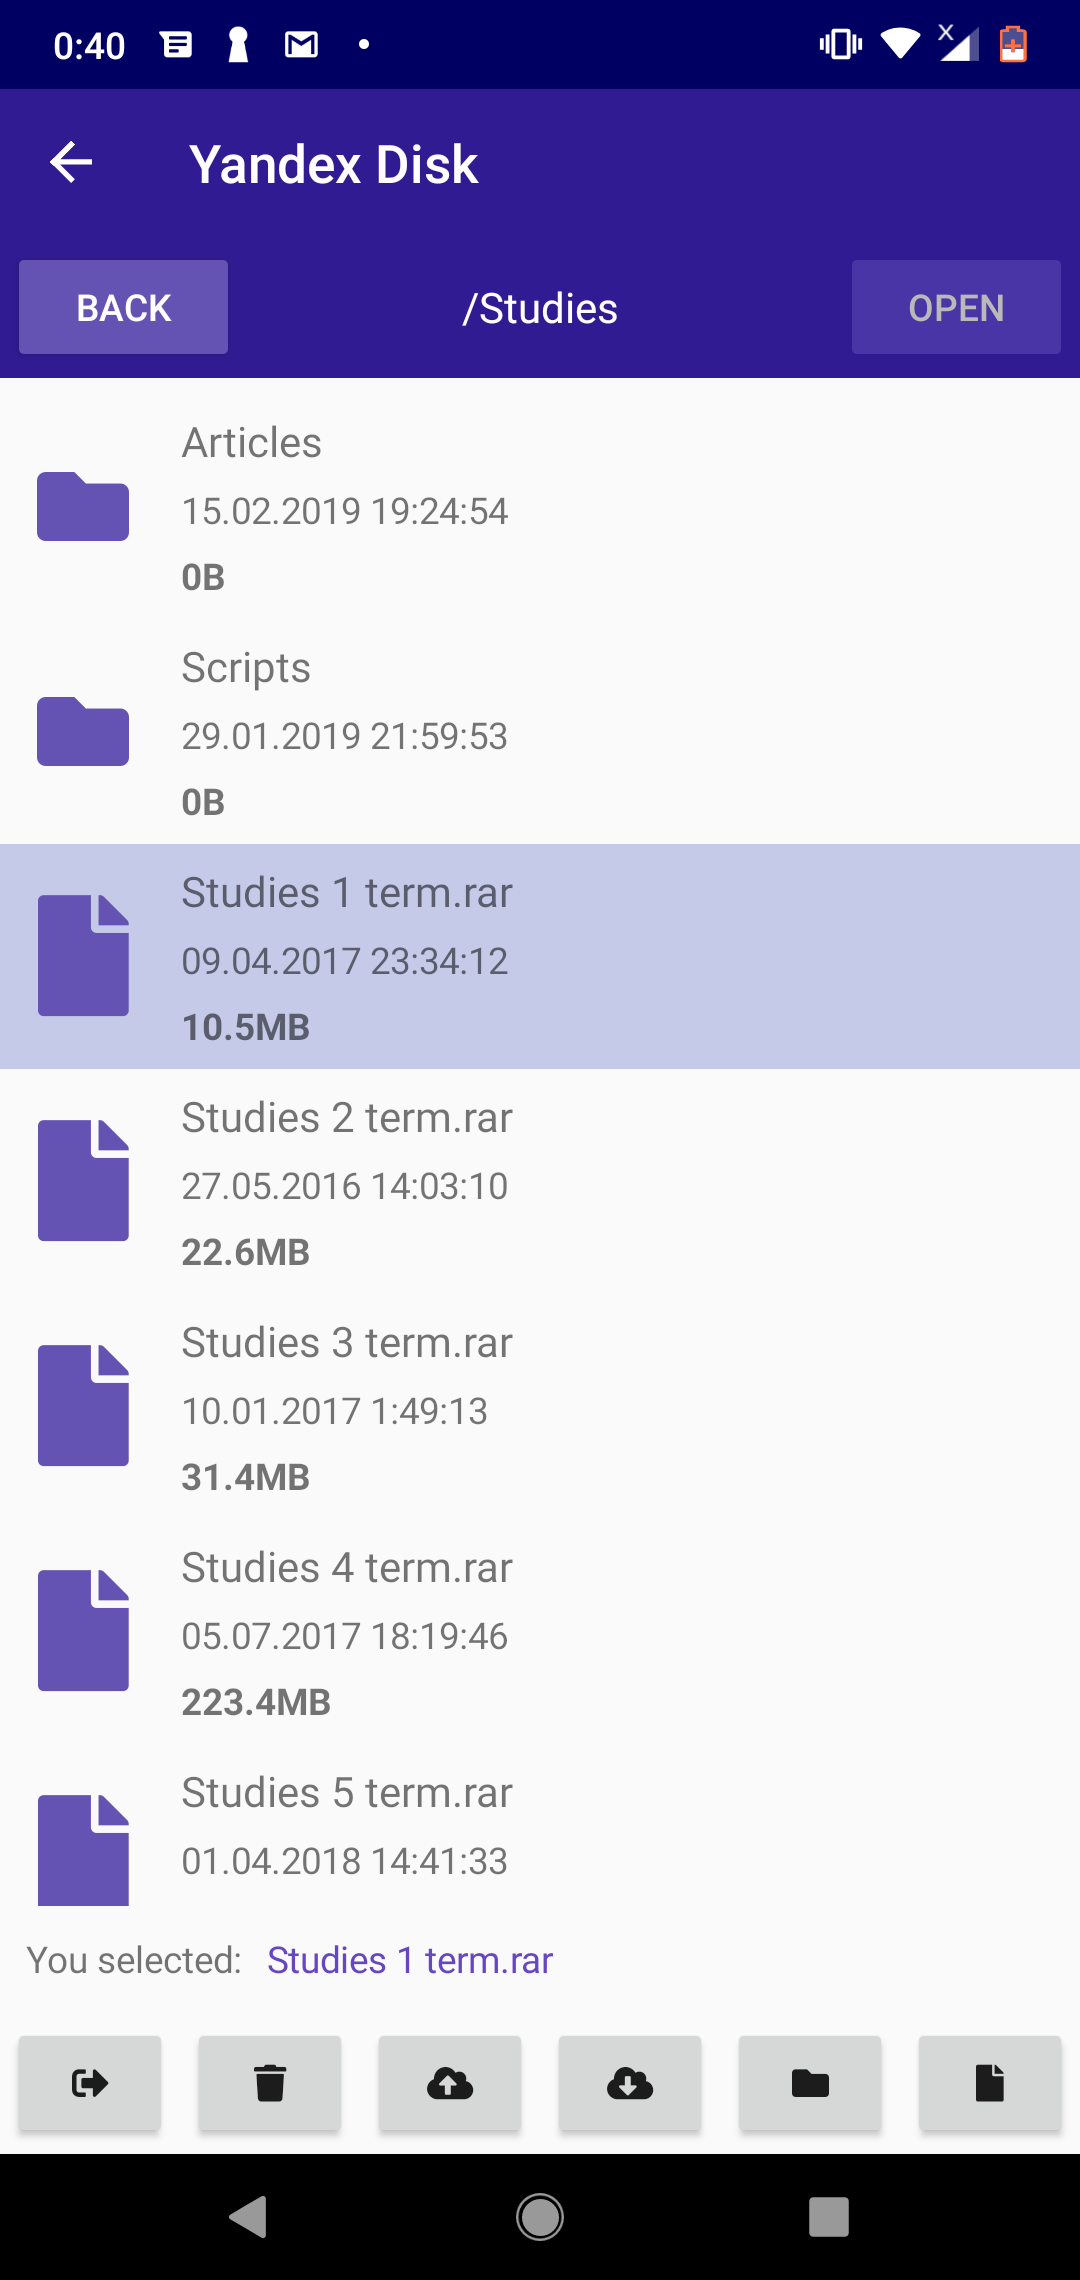 0:40
Yandex Disk
BACK
/Studies
OPEN
Articles
15.02.2019 19:24:54
0B
Scripts
29.01.2019 21:59:53
0B
Studies 1 term.rar
09.04.2017 23:34:12
10.5MB
Studies 2 term.rar
27.05.2016 14:03:10
22.6MB
Studies 3 term.rar
10.01.2017 1:49:13
31.4MB
Studies 4 term.rar
05.07.2017 18:19:46
223.4MB
Studies 5 term.rar
01.04.2018 14:41:33
You selected: Studies 1 term.rar